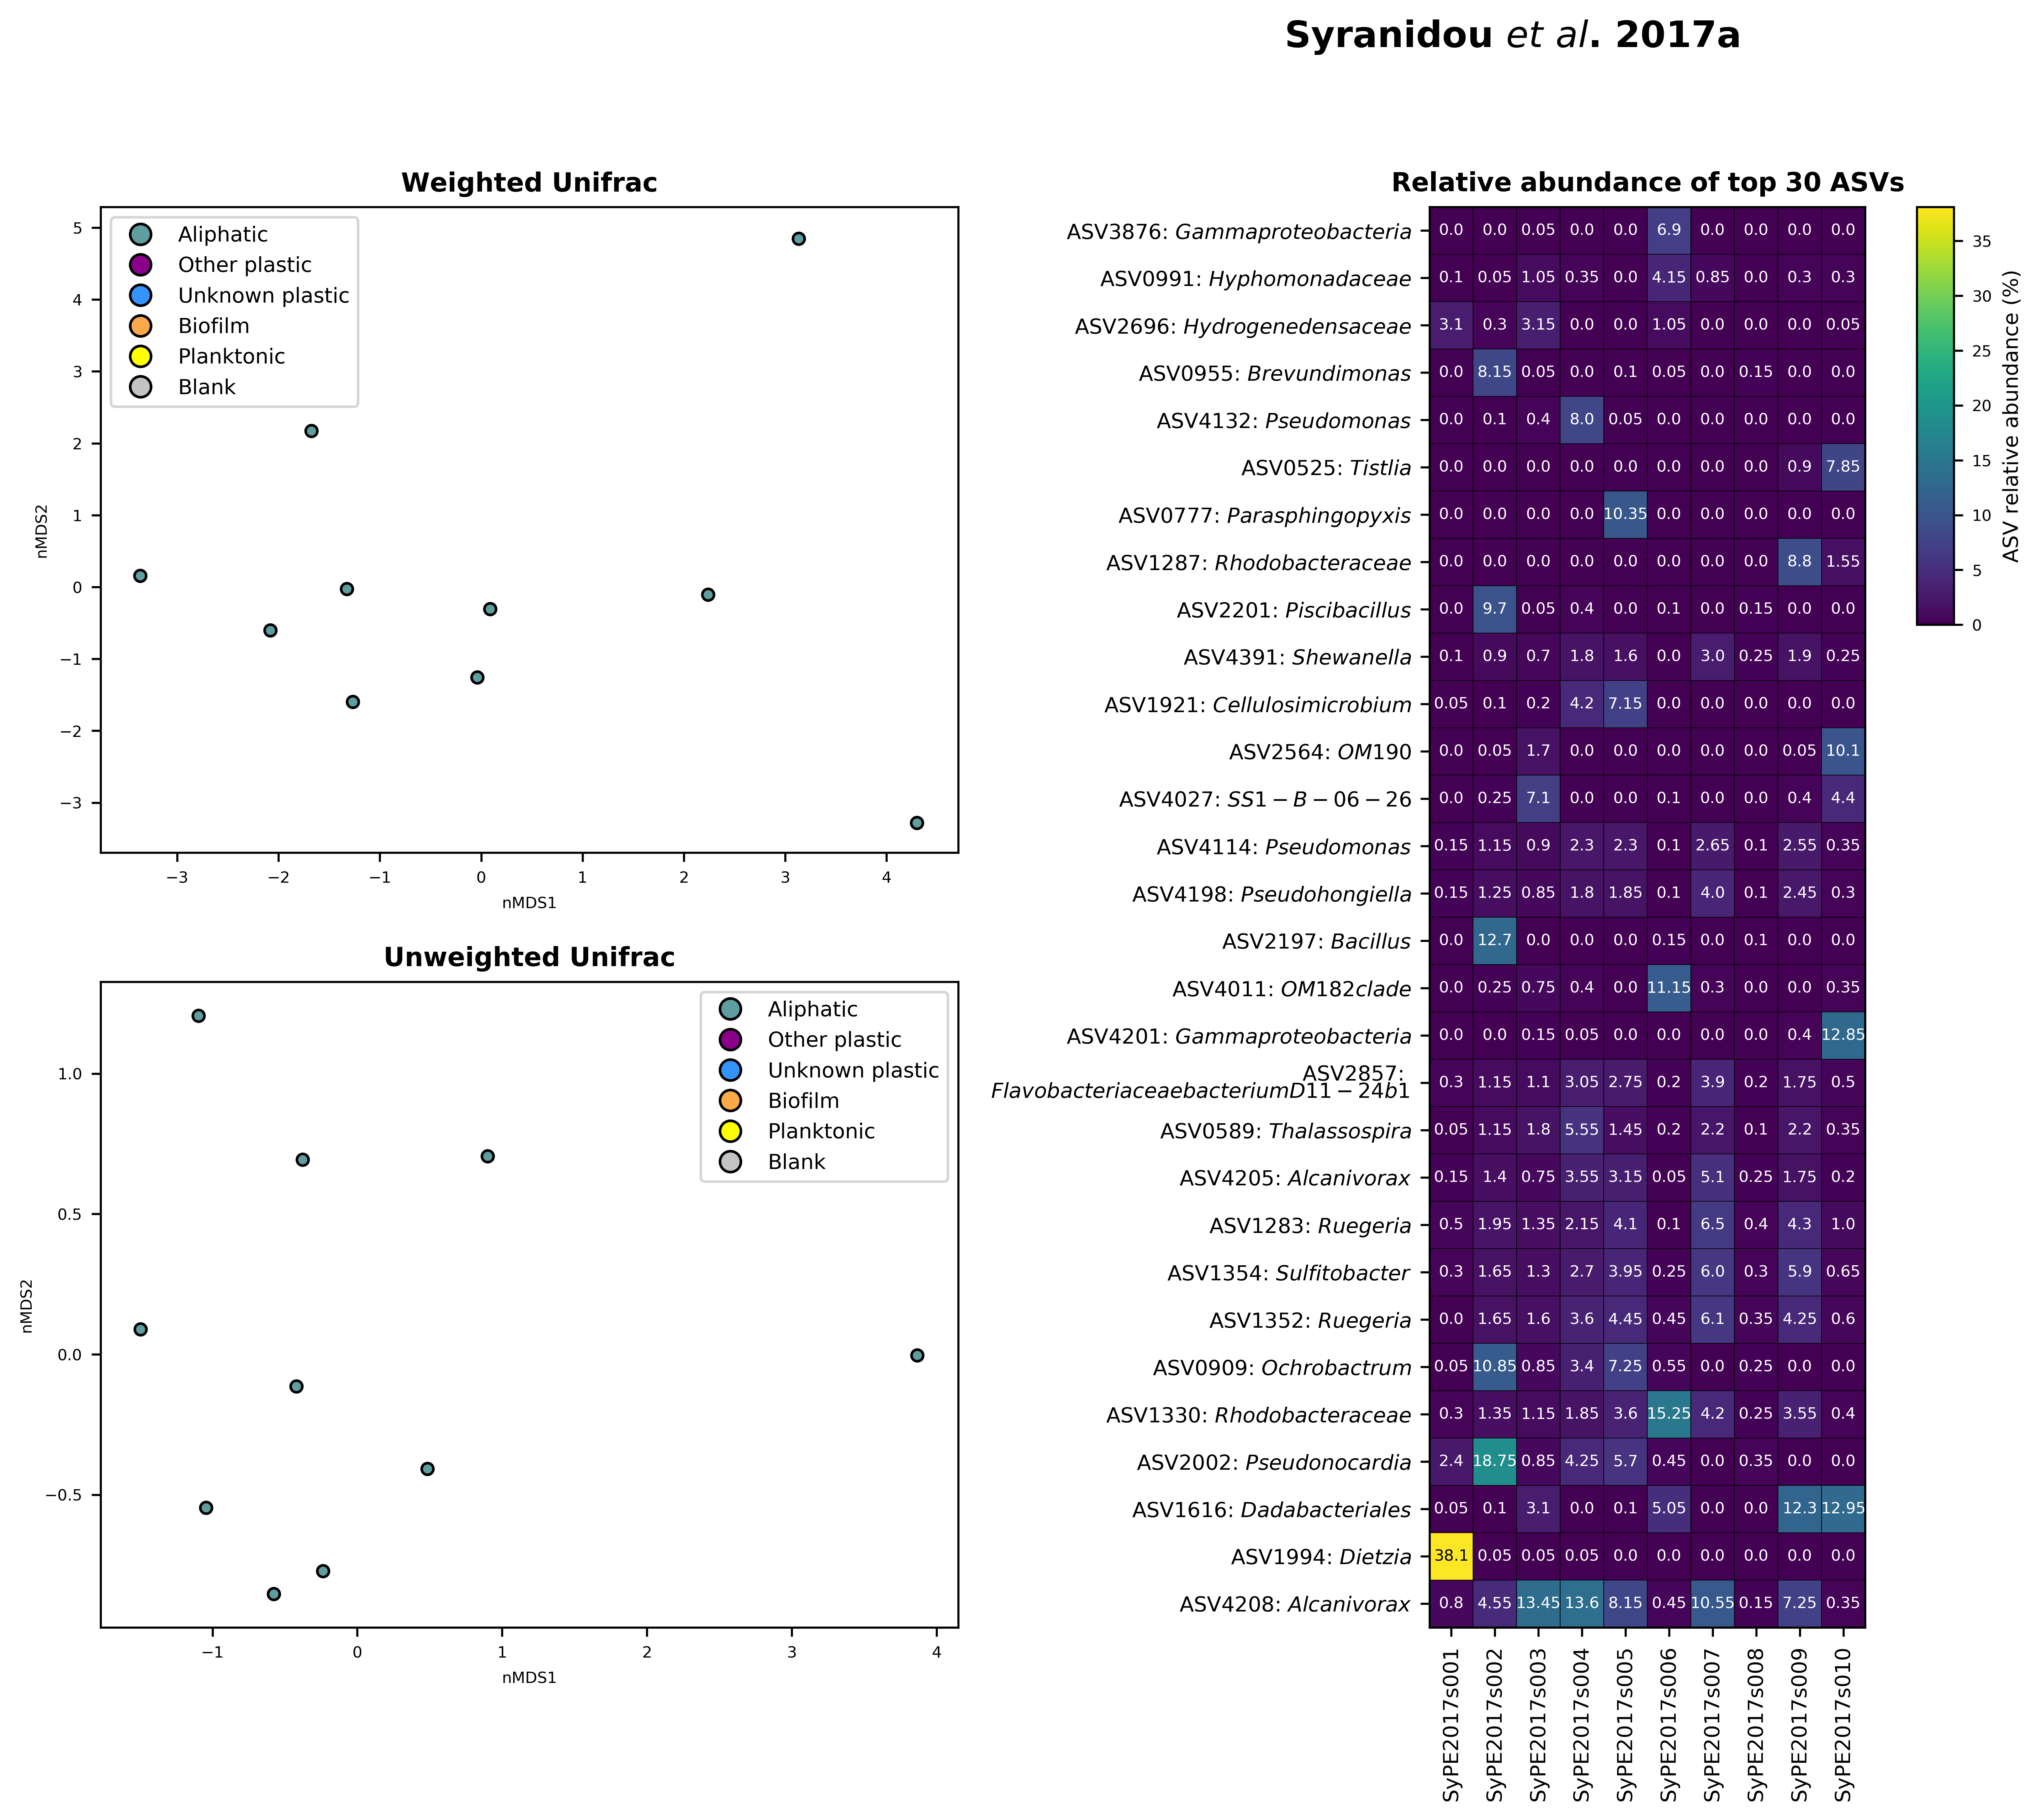 Syranidou et al. 2017a
Weighted Unifrac
5
4
3
2
1
0
−1
−2
−3
nMDS2
Aliphatic
Other plastic
Unknown plastic
Biofilm
Planktonic
Blank
−3 −2 −1 0 1 2 3 4
nMDS1
Unweighted Unifrac
1.0
0.5
0.0
−0.5
nMDS2
Aliphatic
Other plastic
Unknown plastic
Biofilm
Planktonic
Blank
−1 0 1 2 3 4
nMDS1
Relative abundance of top 30 ASVs
ASV3876: Gammaproteobacteria 0.0 0.0 0.05 0.0 0.0 6.9 0.0 0.0 0.0 0.0
ASV0991: Hyphomonadaceae 0.1 0.05 1.05 0.35 0.0 4.15 0.85 0.0 0.3 0.3
ASV2696: Hydrogenedensaceae 3.1 0.3 3.15 0.0 0.0 1.05 0.0 0.0 0.0 0.05
ASV0955: Brevundimonas 0.0 8.15 0.05 0.0 0.1 0.05 0.0 0.15 0.0 0.0
ASV4132: Pseudomonas 0.0 0.1 0.4 8.0 0.05 0.0 0.0 0.0 0.0 0.0
ASV0525: Tistlia 0.0 0.0 0.0 0.0 0.0 0.0 0.0 0.0 0.9 7.85
ASV0777: Parasphingopyxis 0.0 0.0 0.0 0.0 10.35 0.0 0.0 0.0 0.0 0.0
ASV1287: Rhodobacteraceae 0.0 0.0 0.0 0.0 0.0 0.0 0.0 0.0 8.8 1.55
ASV2201: Piscibacillus 0.0 9.7 0.05 0.4 0.0 0.1 0.0 0.15 0.0 0.0
ASV4391: Shewanella 0.1 0.9 0.7 1.8 1.6 0.0 3.0 0.25 1.9 0.25
ASV1921: Cellulosimicrobium 0.05 0.1 0.2 4.2 7.15 0.0 0.0 0.0 0.0 0.0
ASV2564: OM190 0.0 0.05 1.7 0.0 0.0 0.0 0.0 0.0 0.05 10.1
ASV4027: SS1 − B − 06 − 26 0.0 0.25 7.1 0.0 0.0 0.1 0.0 0.0 0.4 4.4
ASV4114: Pseudomonas 0.15 1.15 0.9 2.3 2.3 0.1 2.65 0.1 2.55 0.35
ASV4198: Pseudohongiella 0.15 1.25 0.85 1.8 1.85 0.1 4.0 0.1 2.45 0.3
ASV2197: Bacillus 0.0 12.7 0.0 0.0 0.0 0.15 0.0 0.1 0.0 0.0
ASV4011: OM182clade 0.0 0.25 0.75 0.4 0.0 11.15 0.3 0.0 0.0 0.35
ASV4201: Gammaproteobacteria 0.0 0.0 0.15 0.05 0.0 0.0 0.0 0.0 0.4 12.85
ASV2857:
FlavobacteriaceaebacteriumD11 − 24b1 0.3 1.15 1.1 3.05 2.75 0.2 3.9 0.2 1.75 0.5
ASV0589: Thalassospira 0.05 1.15 1.8 5.55 1.45 0.2 2.2 0.1 2.2 0.35
ASV4205: Alcanivorax 0.15 1.4 0.75 3.55 3.15 0.05 5.1 0.25 1.75 0.2
ASV1283: Ruegeria 0.5 1.95 1.35 2.15 4.1 0.1 6.5 0.4 4.3 1.0
ASV1354: Sulfitobacter 0.3 1.65 1.3 2.7 3.95 0.25 6.0 0.3 5.9 0.65
ASV1352: Ruegeria 0.0 1.65 1.6 3.6 4.45 0.45 6.1 0.35 4.25 0.6
ASV0909: Ochrobactrum 0.05 10.85 0.85 3.4 7.25 0.55 0.0 0.25 0.0 0.0
ASV1330: Rhodobacteraceae 0.3 1.35 1.15 1.85 3.6 15.25 4.2 0.25 3.55 0.4
ASV2002: Pseudonocardia 2.4 18.75 0.85 4.25 5.7 0.45 0.0 0.35 0.0 0.0
ASV1616: Dadabacteriales 0.05 0.1 3.1 0.0 0.1 5.05 0.0 0.0 12.3 12.95
ASV1994: Dietzia 38.1 0.05 0.05 0.05 0.0 0.0 0.0 0.0 0.0 0.0
ASV4208: Alcanivorax 0.8 4.55 13.45 13.6 8.15 0.45 10.55 0.15 7.25 0.35
SyPE2017s001
SyPE2017s002
SyPE2017s003
SyPE2017s004
SyPE2017s005
SyPE2017s006
SyPE2017s007
SyPE2017s008
SyPE2017s009
SyPE2017s010
35
30
25
20
15
10
5
0
ASV relative abundance (%)